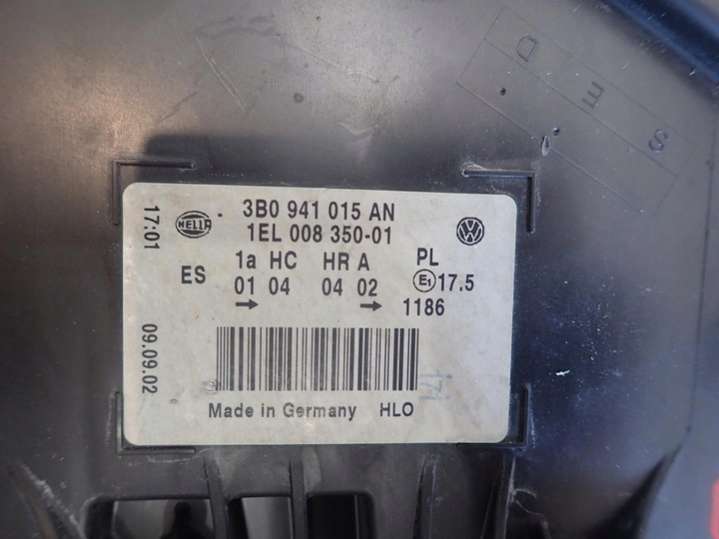 S E D
17:01
HELLA
3B0 941 015 AN
1EL 008 350-01
VW
ES
1a HC HR A PL
01 04 04 02 E1 17.5
→ → 1186
09.09.02
Made in Germany HLO